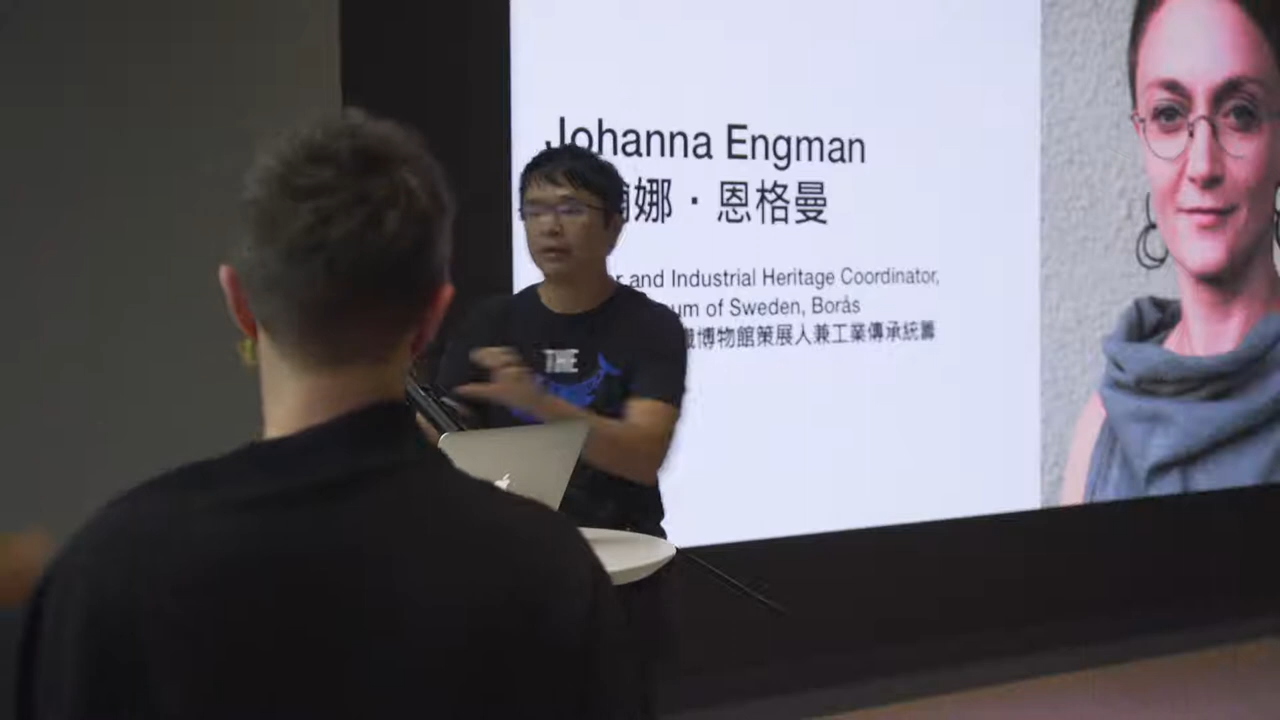 Johanna Engman
娜・恩格曼
and Industrial Heritage Coordinator,
of Sweden, Borås
博物館策展人兼工業傳承統籌
THE